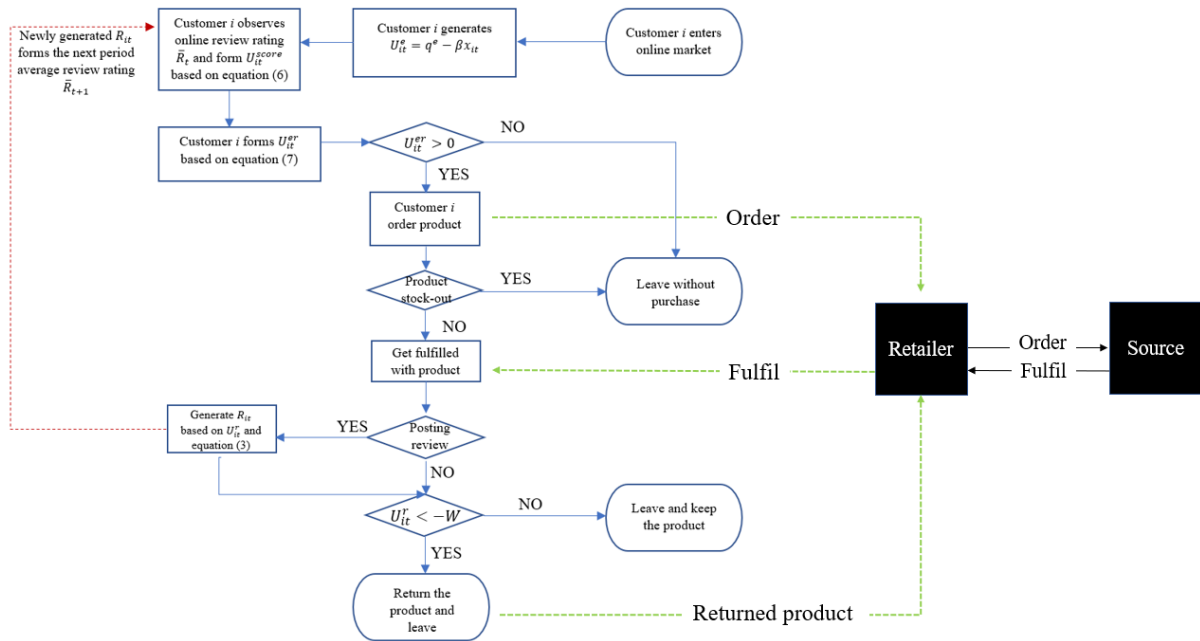 Newly generated R_it
forms the next period
average review rating
R̄_t+1
Customer i observes
online review rating
R̄_t and form U_it^score
based on equation (6)
Customer i generates
U_it^e = q^e − βx_it
Customer i enters
online market
Customer i forms U_it^er
based on equation (7)
U_it^er > 0
NO
YES
Customer i
order product
Order
Product
stock-out
YES
Leave without
purchase
NO
Get fulfilled
with product
Fulfil
Retailer
Order
Fulfil
Source
Generate R_it
based on U_it^r and
equation (3)
YES
Posting
review
NO
U_it^r < −W
NO
Leave and keep
the product
YES
Return the
product and
leave
Returned product